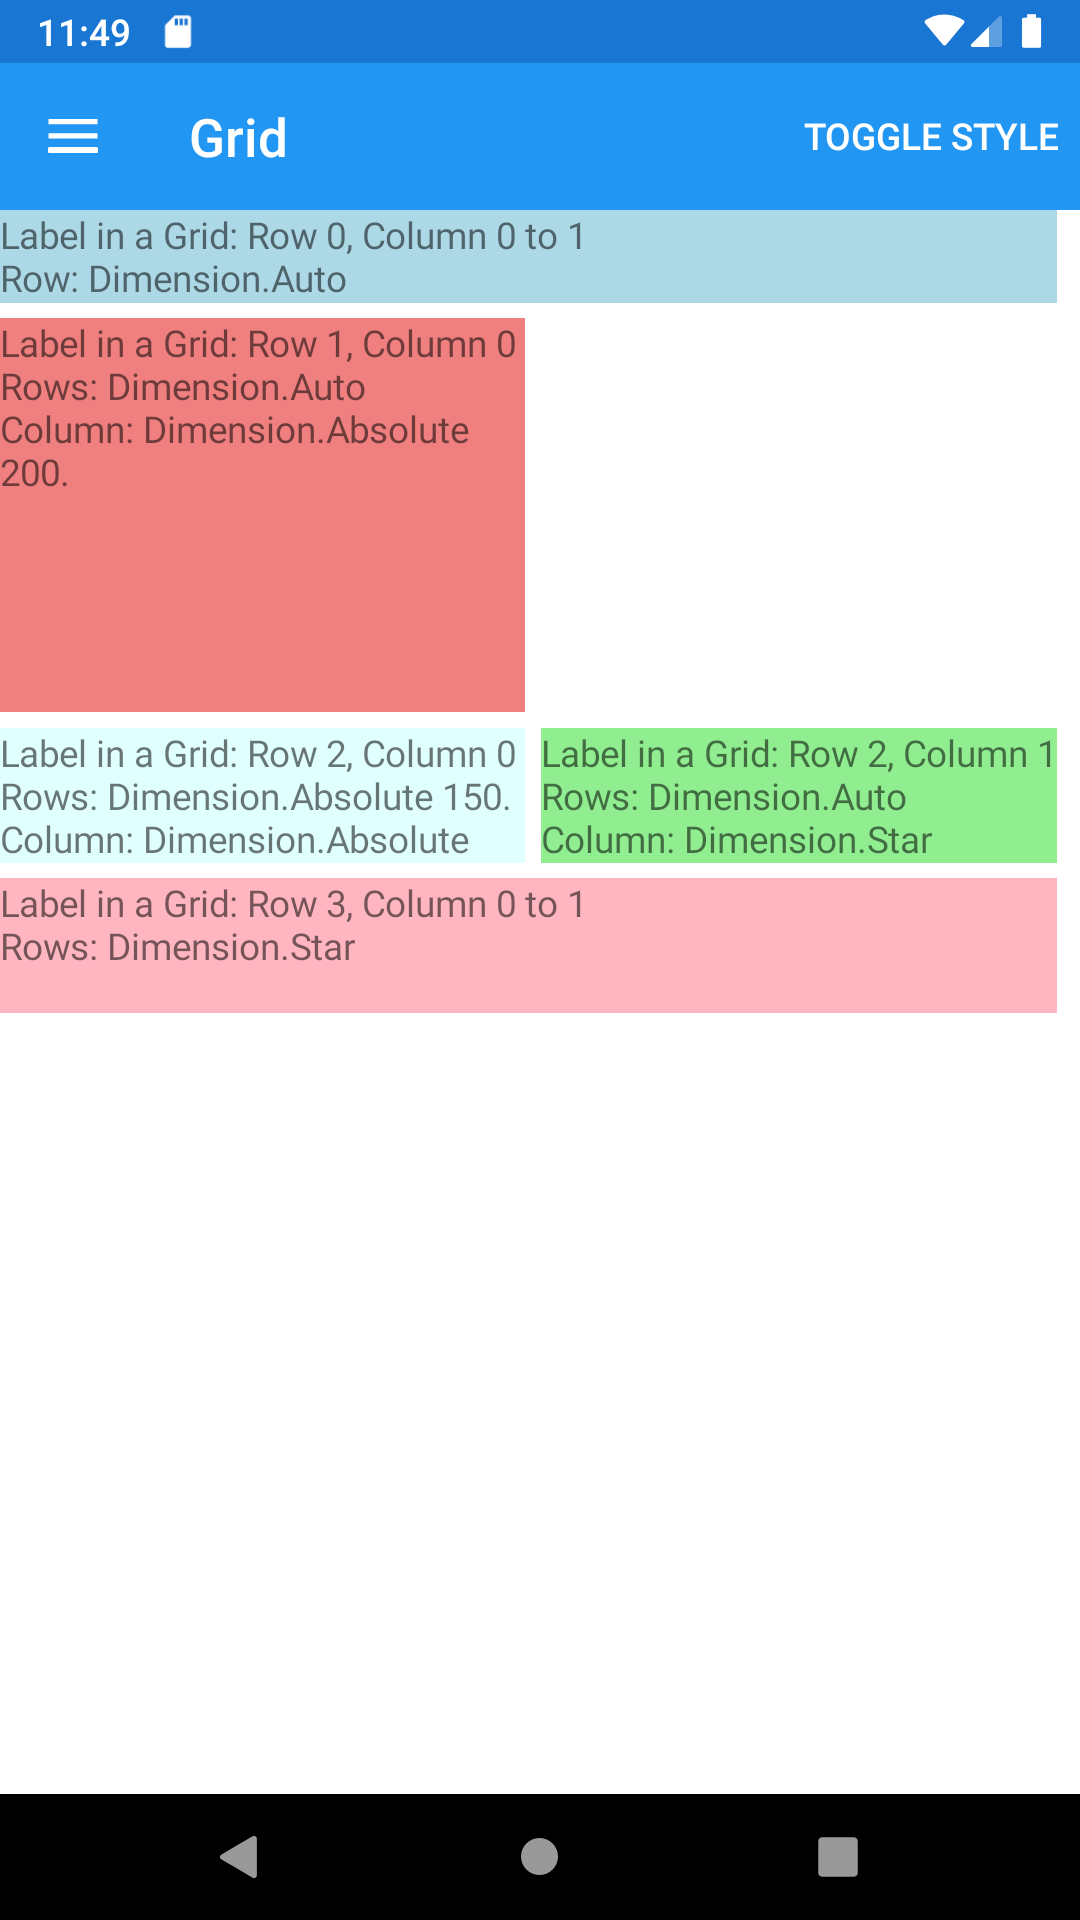 11:49
Grid
TOGGLE STYLE
Label in a Grid: Row 0, Column 0 to 1
Row: Dimension.Auto
Label in a Grid: Row 1, Column 0
Rows: Dimension.Auto
Column: Dimension.Absolute
200.
Label in a Grid: Row 2, Column 0
Rows: Dimension.Absolute 150.
Column: Dimension.Absolute
Label in a Grid: Row 2, Column 1
Rows: Dimension.Auto
Column: Dimension.Star
Label in a Grid: Row 3, Column 0 to 1
Rows: Dimension.Star